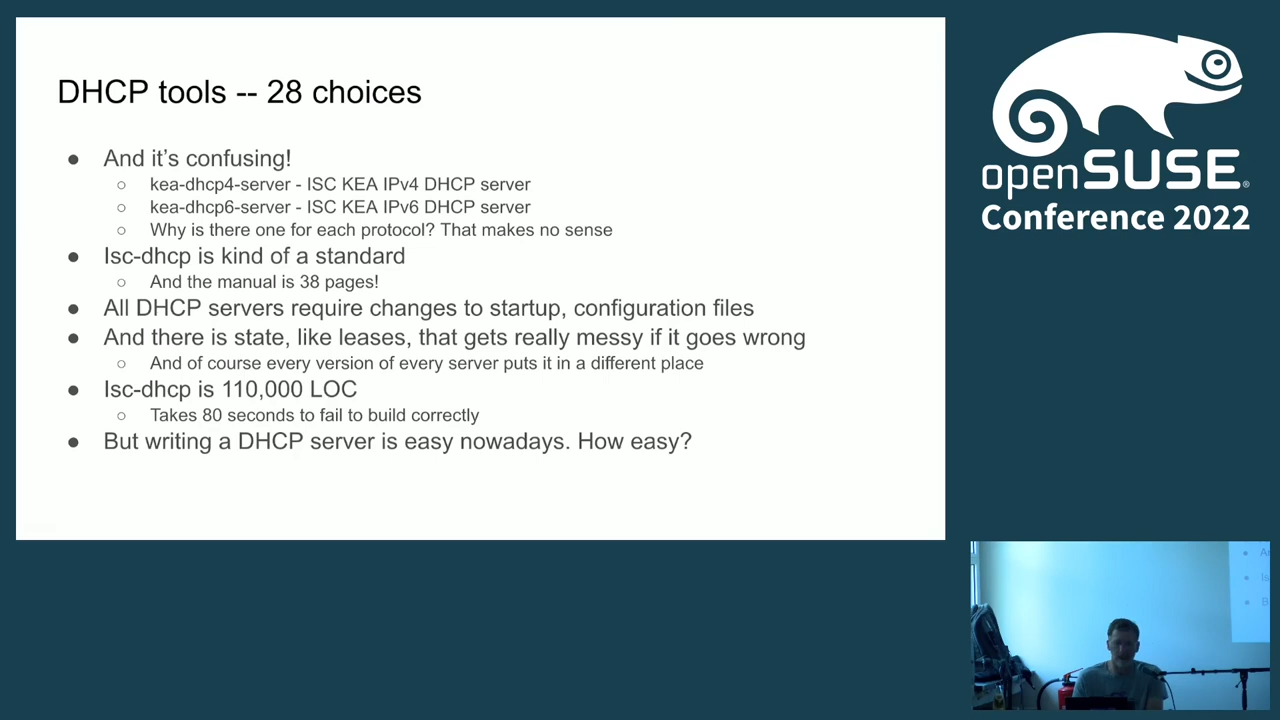 DHCP tools -- 28 choices
● And it's confusing!
○ kea-dhcp4-server - ISC KEA IPv4 DHCP server
○ kea-dhcp6-server - ISC KEA IPv6 DHCP server
○ Why is there one for each protocol? That makes no sense
● Isc-dhcp is kind of a standard
○ And the manual is 38 pages!
● All DHCP servers require changes to startup, configuration files
● And there is state, like leases, that gets really messy if it goes wrong
○ And of course every version of every server puts it in a different place
● Isc-dhcp is 110,000 LOC
○ Takes 80 seconds to fail to build correctly
● But writing a DHCP server is easy nowadays. How easy?
openSUSE®
Conference 2022